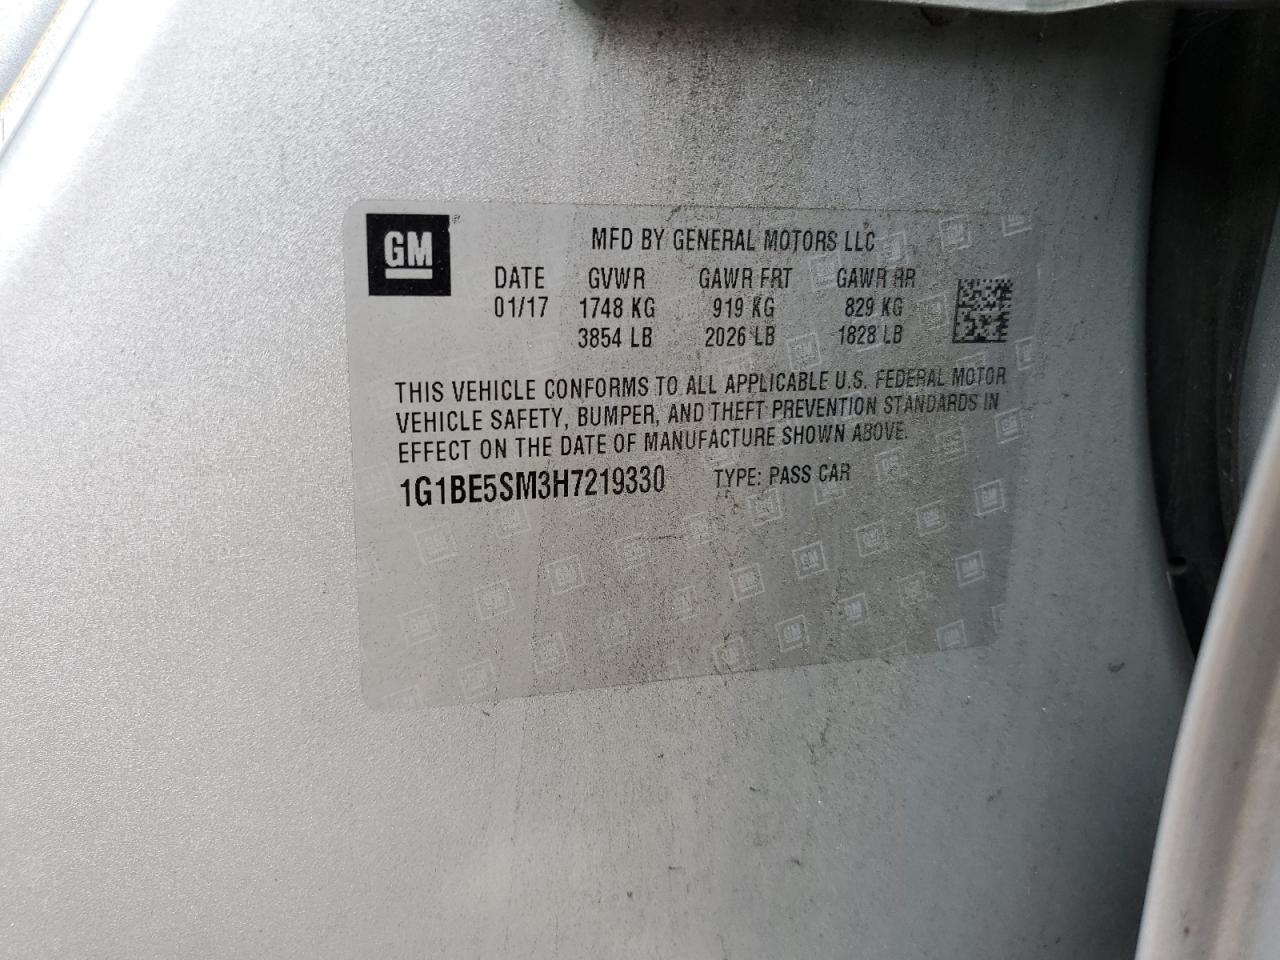 GM
MFD BY GENERAL MOTORS LLC
DATE GVWR GAWR FRT GAWR RR
01/17 1748 KG 919 KG 829 KG
3854 LB 2026 LB 1828 LB
THIS VEHICLE CONFORMS TO ALL APPLICABLE U.S. FEDERAL MOTOR
VEHICLE SAFETY, BUMPER, AND THEFT PREVENTION STANDARDS IN
EFFECT ON THE DATE OF MANUFACTURE SHOWN ABOVE.
1G1BE5SM3H7219330 TYPE: PASS CAR